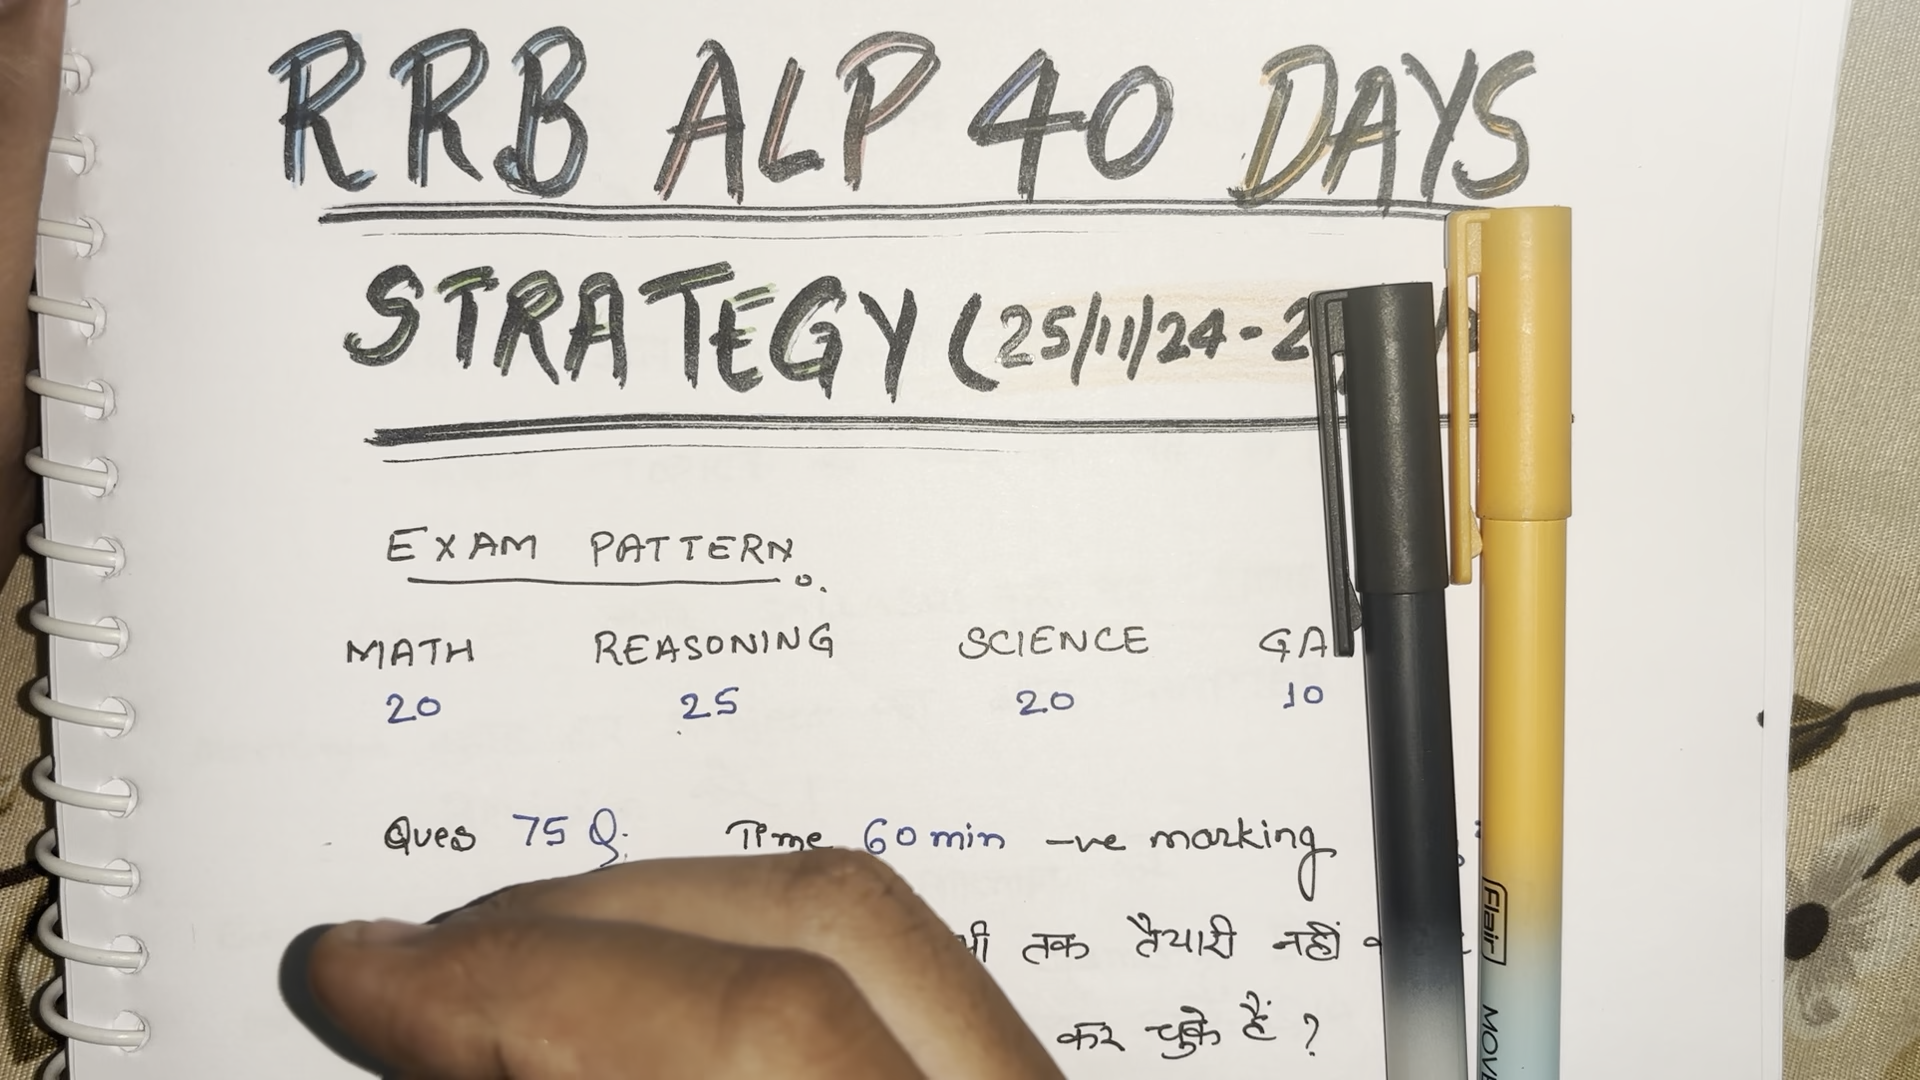 RRB ALP 40 DAYS
STRATEGY (25/11/24 -
EXAM PATTERN
MATH REASONING SCIENCE GA
20 25 20 10
Ques 75 Q. Time 60 min -ve marking
तक तैयारी नहीं
कर चुके हैं ?
Flair
MOVE